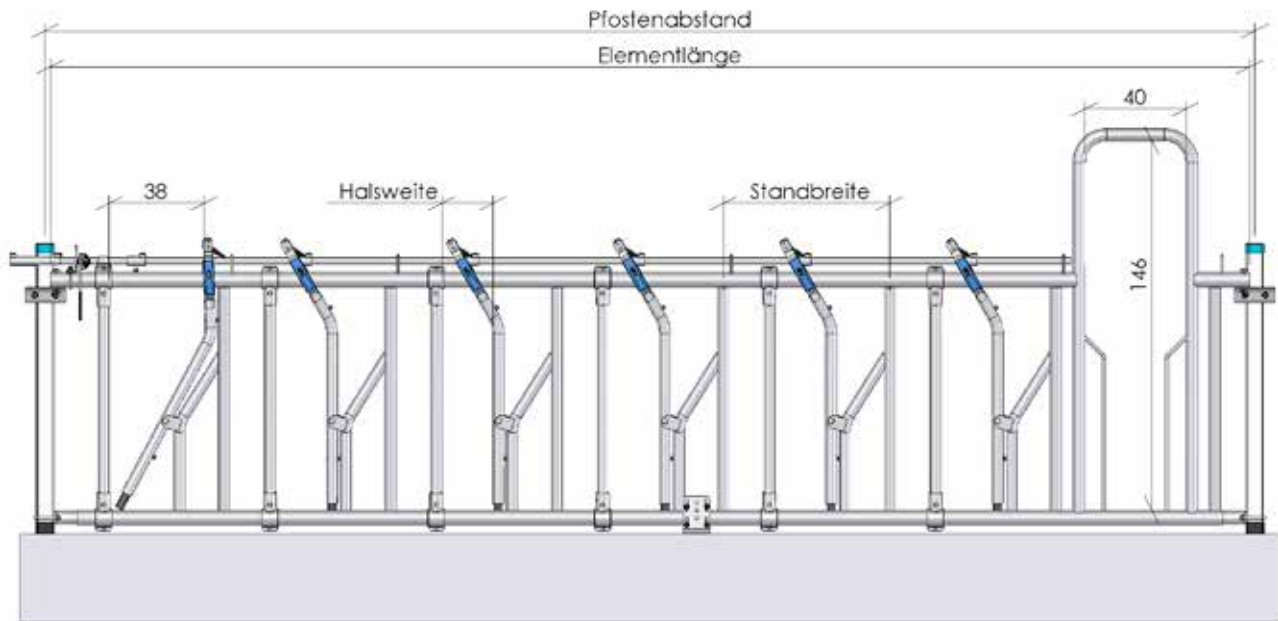 Pfostenabstand
Elementlänge
40
38
Halsweite
Standbreite
146